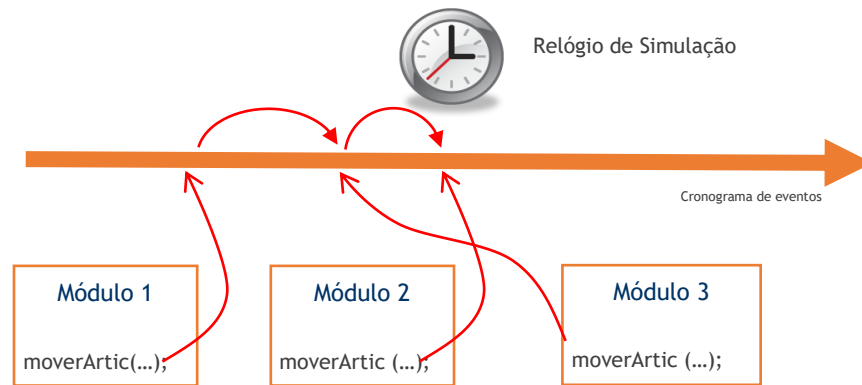 Relógio de Simulação
Cronograma de eventos
Módulo 1
moverArtic(…);
Módulo 2
moverArtic (…);
Módulo 3
moverArtic (…);